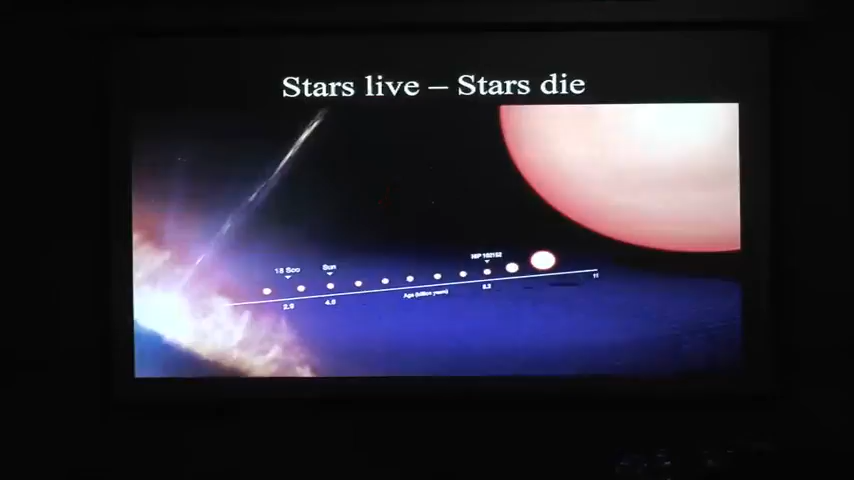 Stars live – Stars die
HIP 102152
18 Sco
Sun
2.9
4.6
Age (billion years)
8.2
11